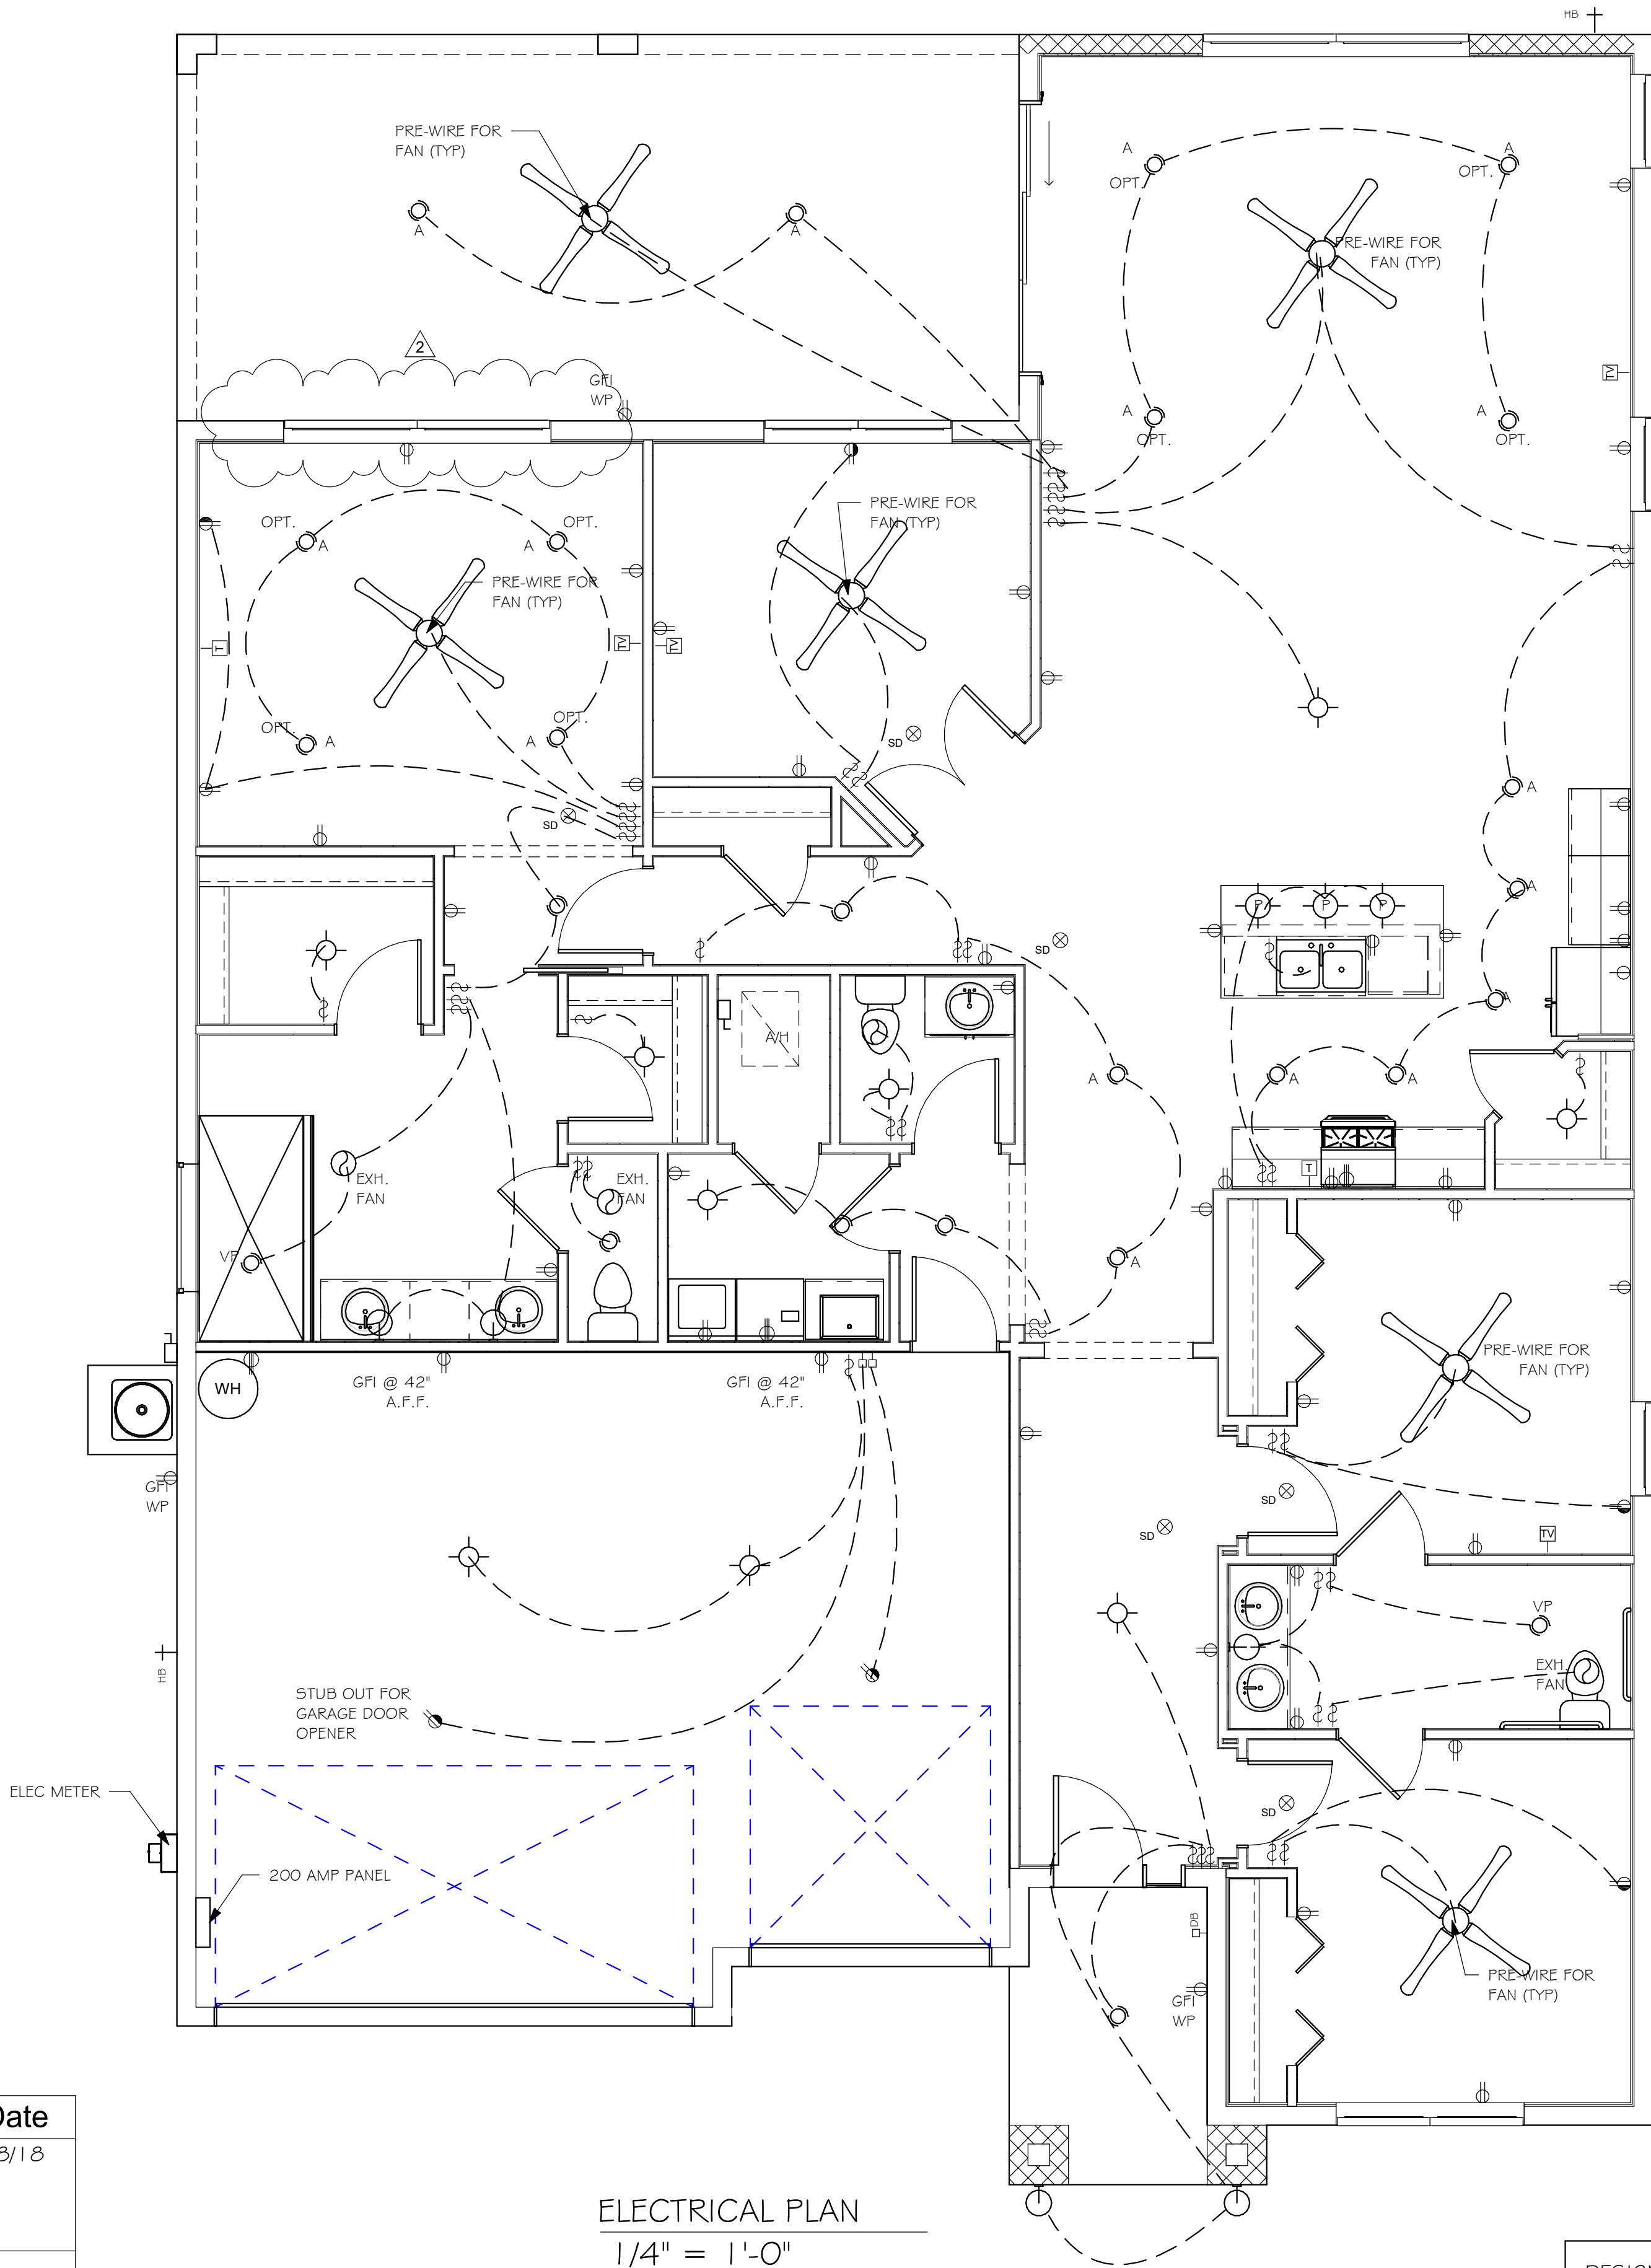 HB
PRE-WIRE FOR
FAN (TYP)
A
A
A
OPT.
A
OPT.
PRE-WIRE FOR
FAN (TYP)
2
GFI
WP
TV
A
OPT.
A
OPT.
PRE-WIRE FOR
FAN (TYP)
OPT.
A
OPT.
A
PRE-WIRE FOR
FAN (TYP)
T
TV
TV
OPT.
A
OPT.
A
SD
SD
A
A
P
P
P
SD
A
A/H
A
A
A
T
EXH.
FAN
EXH.
FAN
VP
A
WH
GFI @ 42"
A.F.F.
GFI @ 42"
A.F.F.
PRE-WIRE FOR
FAN (TYP)
GFI
WP
SD
SD
TV
VP
HB
EXH.
FAN
STUB OUT FOR
GARAGE DOOR
OPENER
ELEC METER
SD
200 AMP PANEL
DB
GFI
WP
PRE-WIRE FOR
FAN (TYP)
Date
8/18
ELECTRICAL PLAN
1/4" = 1'-0"